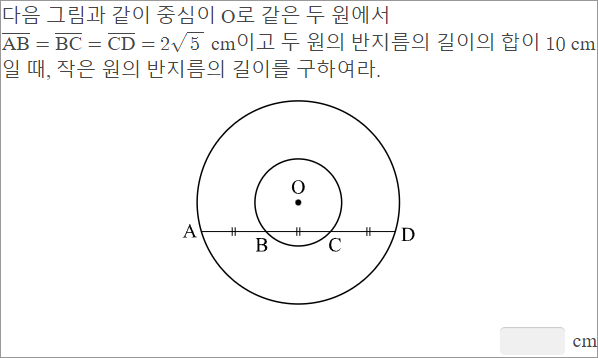 다음 그림과 같이 중심이 O로 같은 두 원에서
AB = BC = CD = 2√5 cm이고 두 원의 반지름의 길이의 합이 10 cm
일 때, 작은 원의 반지름의 길이를 구하여라.
O
A
B
C
D
cm